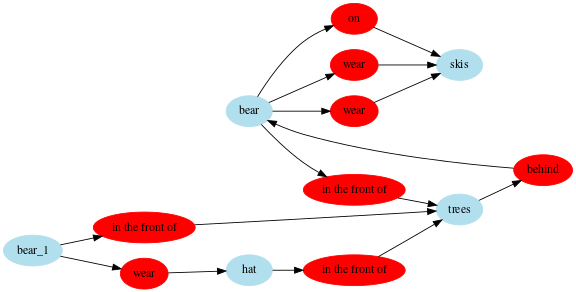 on
wear
skis
bear
wear
behind
in the front of
trees
in the front of
bear_1
wear
hat
in the front of